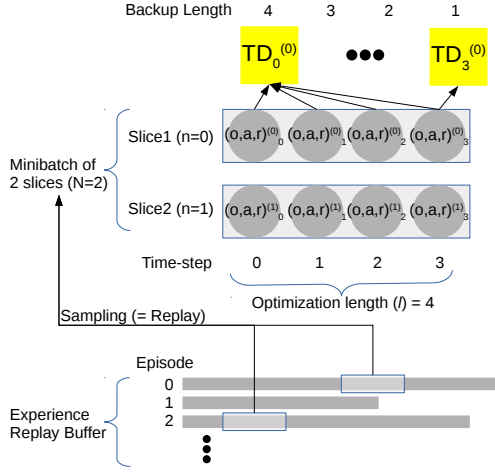 Backup Length 4 3 2 1
TD0(0) ●●● TD3(0)
Slice1 (n=0) (o,a,r)(0)0 (o,a,r)(0)1 (o,a,r)(0)2 (o,a,r)(0)3
Minibatch of
2 slices (N=2)
Slice2 (n=1) (o,a,r)(1)0 (o,a,r)(1)1 (o,a,r)(1)2 (o,a,r)(1)3
Time-step 0 1 2 3
Optimization length (l) = 4
Sampling (= Replay)
Episode
0
1
2
Experience
Replay Buffer